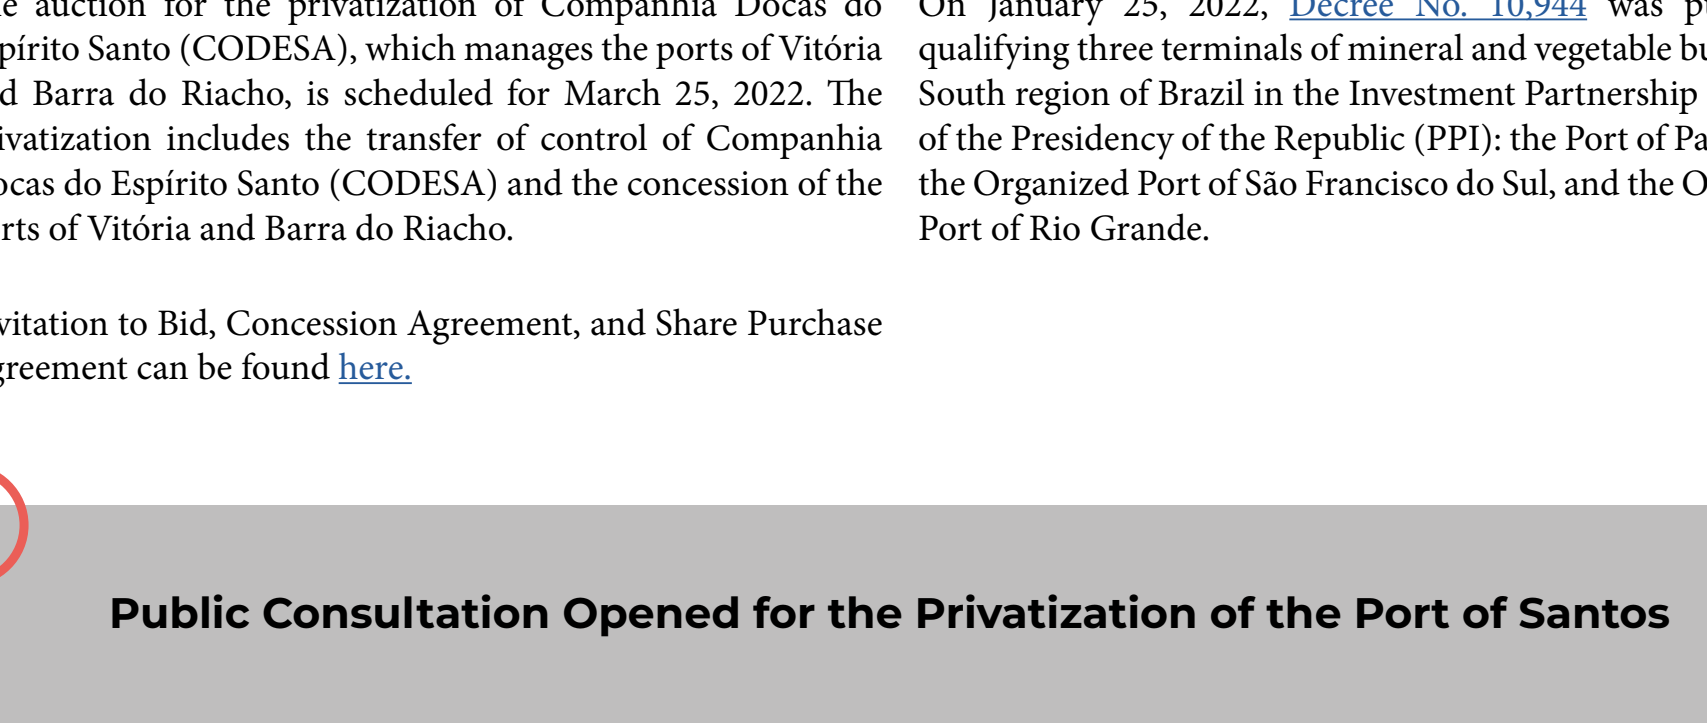 auction for the privatization of Companhia Docas do
pírito Santo (CODESA), which manages the ports of Vitória
d Barra do Riacho, is scheduled for March 25, 2022. The
ivatization includes the transfer of control of Companhia
ocas do Espírito Santo (CODESA) and the concession of the
rts of Vitória and Barra do Riacho.
vitation to Bid, Concession Agreement, and Share Purchase
greement can be found here.
On January 25, 2022, Decree No. 10,944 was
qualifying three terminals of mineral and vegetable
South region of Brazil in the Investment Partnership
of the Presidency of the Republic (PPI): the Port of Pa
the Organized Port of São Francisco do Sul, and the O
Port of Rio Grande.
Public Consultation Opened for the Privatization of the Port of Santos